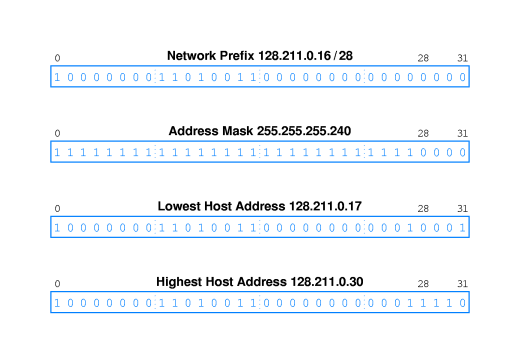 0 Network Prefix 128.211.0.16 / 28 28 31
1 0 0 0 0 0 0 0 1 1 0 1 0 0 1 1 0 0 0 0 0 0 0 0 0 0 0 0 0 0 0 0
0 Address Mask 255.255.255.240 28 31
1 1 1 1 1 1 1 1 1 1 1 1 1 1 1 1 1 1 1 1 1 1 1 1 1 1 1 1 0 0 0 0
0 Lowest Host Address 128.211.0.17 28 31
1 0 0 0 0 0 0 0 1 1 0 1 0 0 1 1 0 0 0 0 0 0 0 0 0 0 0 1 0 0 0 1
0 Highest Host Address 128.211.0.30 28 31
1 0 0 0 0 0 0 0 1 1 0 1 0 0 1 1 0 0 0 0 0 0 0 0 0 0 0 1 1 1 1 0